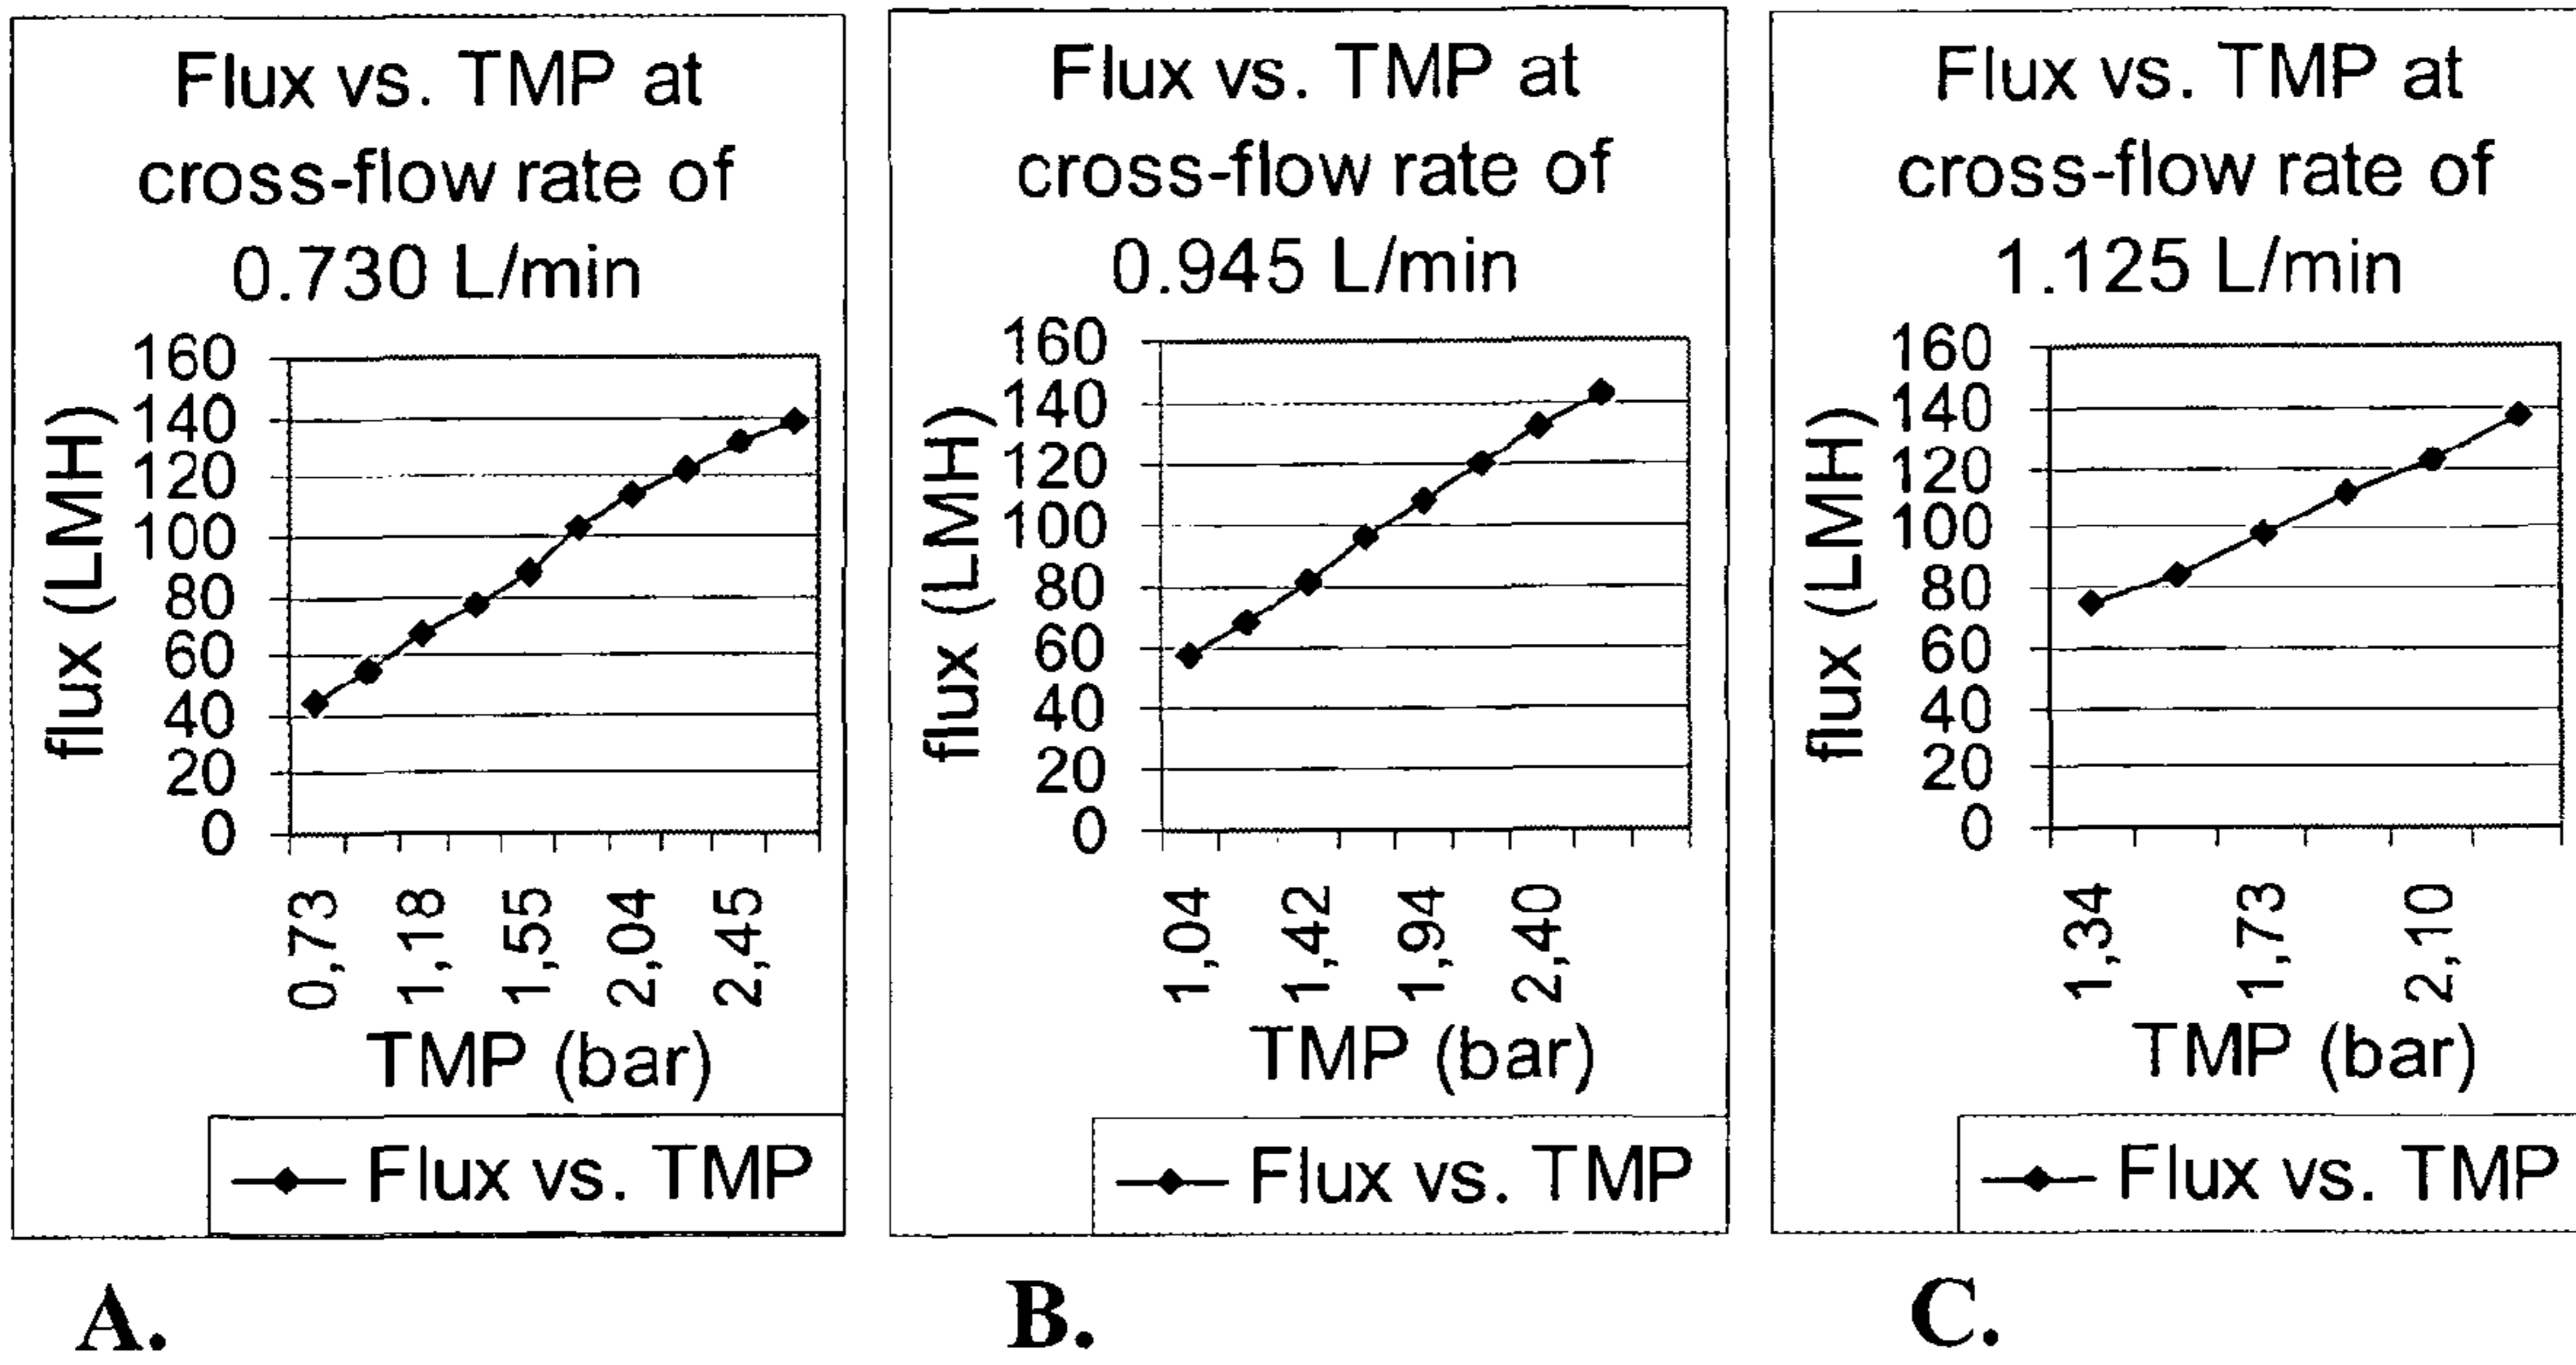 Flux vs. TMP at
cross-flow rate of
0.730 L/min
160
140
120
100
80
60
40
20
0
flux (LMH)
0,73
1,18
1,55
2,04
2,45
TMP (bar)
Flux vs. TMP
A.
Flux vs. TMP at
cross-flow rate of
0.945 L/min
160
140
120
100
80
60
40
20
0
flux (LMH)
1,04
1,42
1,94
2,40
TMP (bar)
Flux vs. TMP
B.
Flux vs. TMP at
cross-flow rate of
1.125 L/min
160
140
120
100
80
60
40
20
0
flux (LMH)
1,34
1,73
2,10
TMP (bar)
Flux vs. TMP
C.